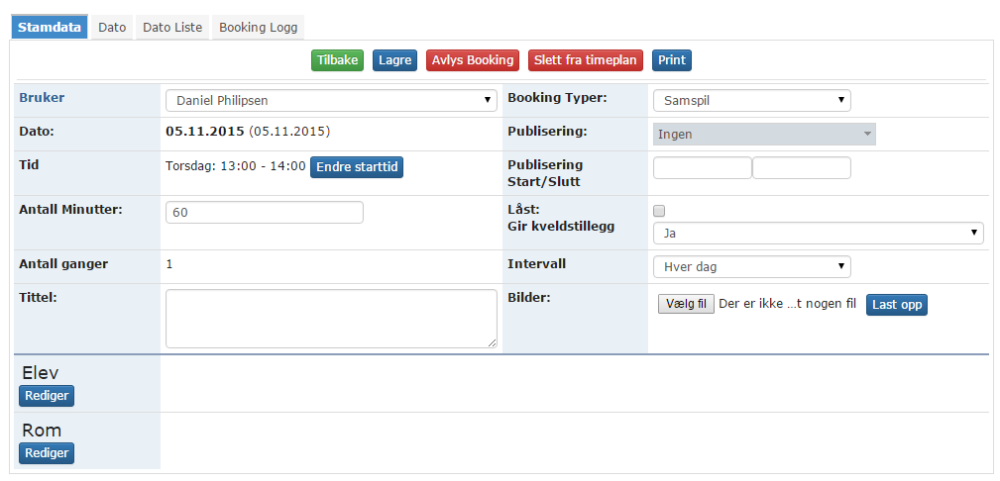 Stamdata Dato Dato Liste Booking Logg
Tilbake Lagre Avlys Booking Slett fra timeplan Print
Bruker Daniel Philipsen Booking Typer: Samspil
Dato: 05.11.2015 (05.11.2015) Publisering: Ingen
Tid Torsdag: 13:00 - 14:00 Endre starttid Publisering
Start/Slutt
Antall Minutter: 60 Låst:
Gir kveldstillegg Ja
Antall ganger 1 Intervall Hver dag
Tittel: Bilder: Vælg fil Der er ikke ...t nogen fil Last opp
Elev
Rediger
Rom
Rediger